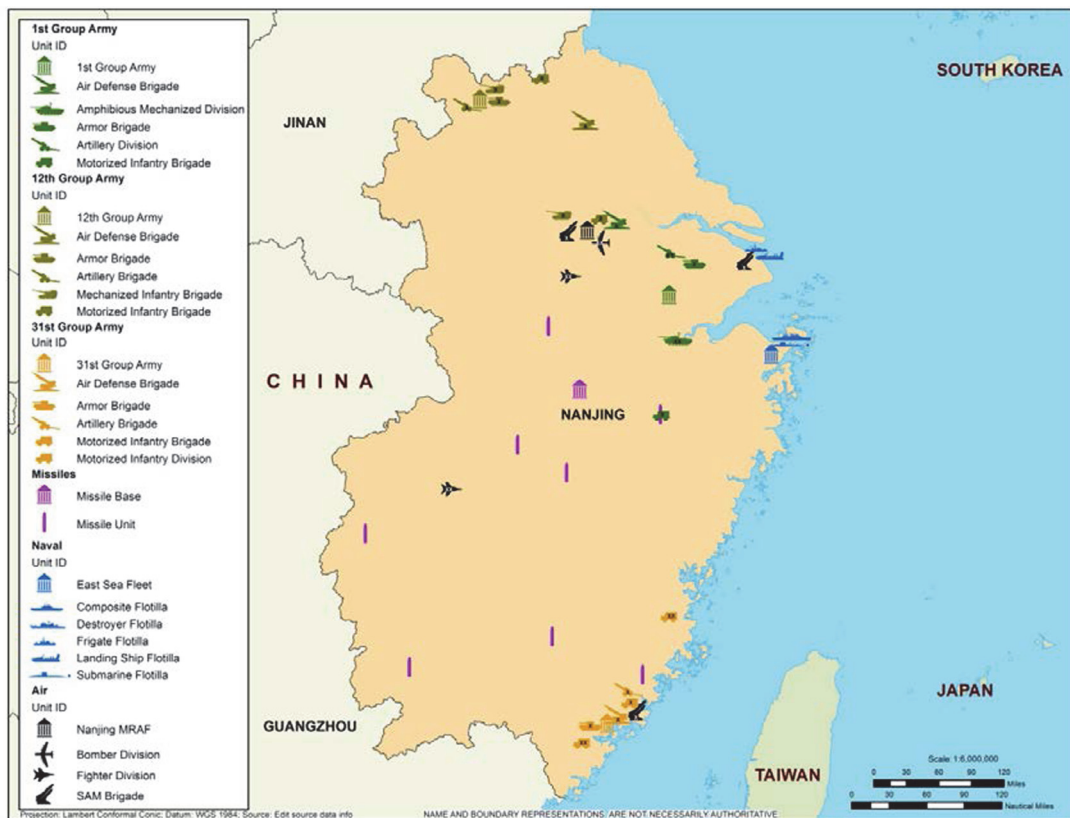 1st Group Army
Unit ID
1st Group Army
Air Defense Brigade
Amphibious Mechanized Division
Armor Brigade
Artillery Division
Motorized Infantry Brigade
12th Group Army
Unit ID
12th Group Army
Air Defense Brigade
Armor Brigade
Artillery Brigade
Mechanized Infantry Brigade
Motorized Infantry Brigade
31st Group Army
Unit ID
31st Group Army
Air Defense Brigade
Armor Brigade
Artillery Brigade
Motorized Infantry Brigade
Motorized Infantry Division
Missiles
Missile Base
Missile Unit
Naval
Unit ID
East Sea Fleet
Composite Flotilla
Destroyer Flotilla
Frigate Flotilla
Landing Ship Flotilla
Submarine Flotilla
Air
Unit ID
Nanjing MRAF
Bomber Division
Fighter Division
SAM Brigade
SOUTH KOREA
JINAN
CHINA
NANJING
GUANGZHOU
JAPAN
TAIWAN
Scale: 1:6,000,000
0 30 60 90 120
Miles
0 30 60 90 120
Nautical Miles
Projection: Lambert Conformal Conic; Datum: WGS 1984; Source: Edit source data info
NAME AND BOUNDARY REPRESENTATIONS ARE NOT NECESSARILY AUTHORITATIVE